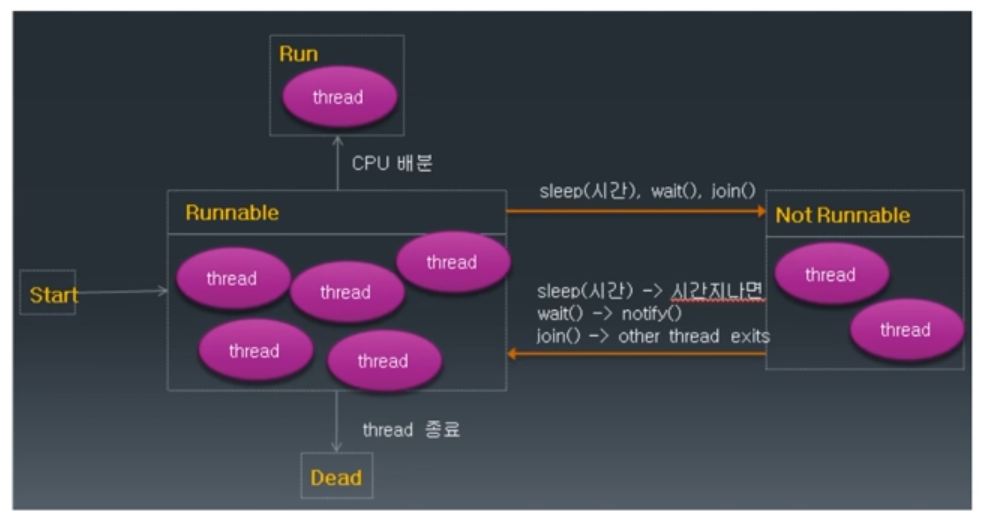 Run
thread
CPU 배분
sleep(시간), wait(), join()
Runnable
Not Runnable
thread
thread
thread
thread
thread
thread
thread
Start
sleep(시간) -> 시간지나면
wait() -> notify()
join() -> other thread exits
thread 종료
Dead